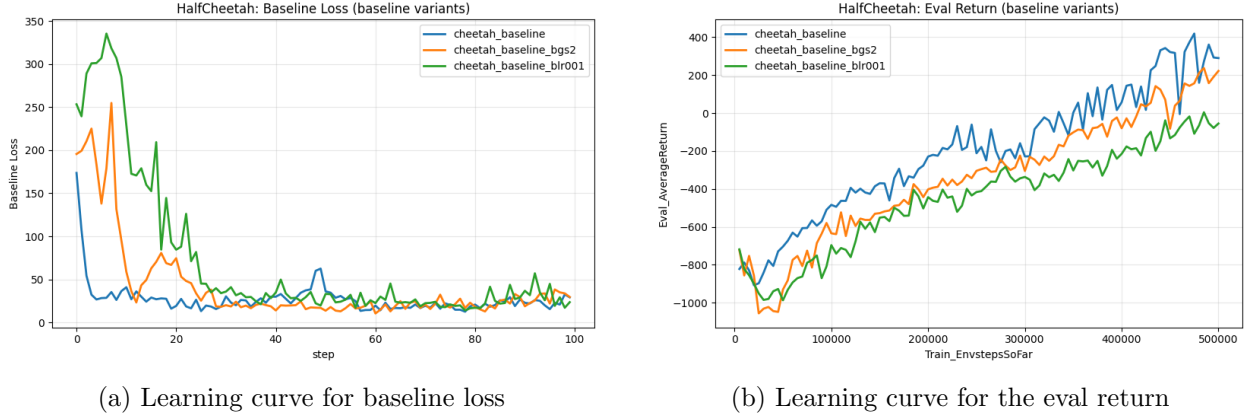 HalfCheetah: Baseline Loss (baseline variants)
350
300
250
200
150
100
50
0
Baseline Loss
cheetah_baseline
cheetah_baseline_bgs2
cheetah_baseline_blr001
0 20 40 60 80 100
step
(a) Learning curve for baseline loss
HalfCheetah: Eval Return (baseline variants)
400
200
0
−200
−400
−600
−800
−1000
Eval_AverageReturn
cheetah_baseline
cheetah_baseline_bgs2
cheetah_baseline_blr001
0 100000 200000 300000 400000 500000
Train_EnvstepsSoFar
(b) Learning curve for the eval return